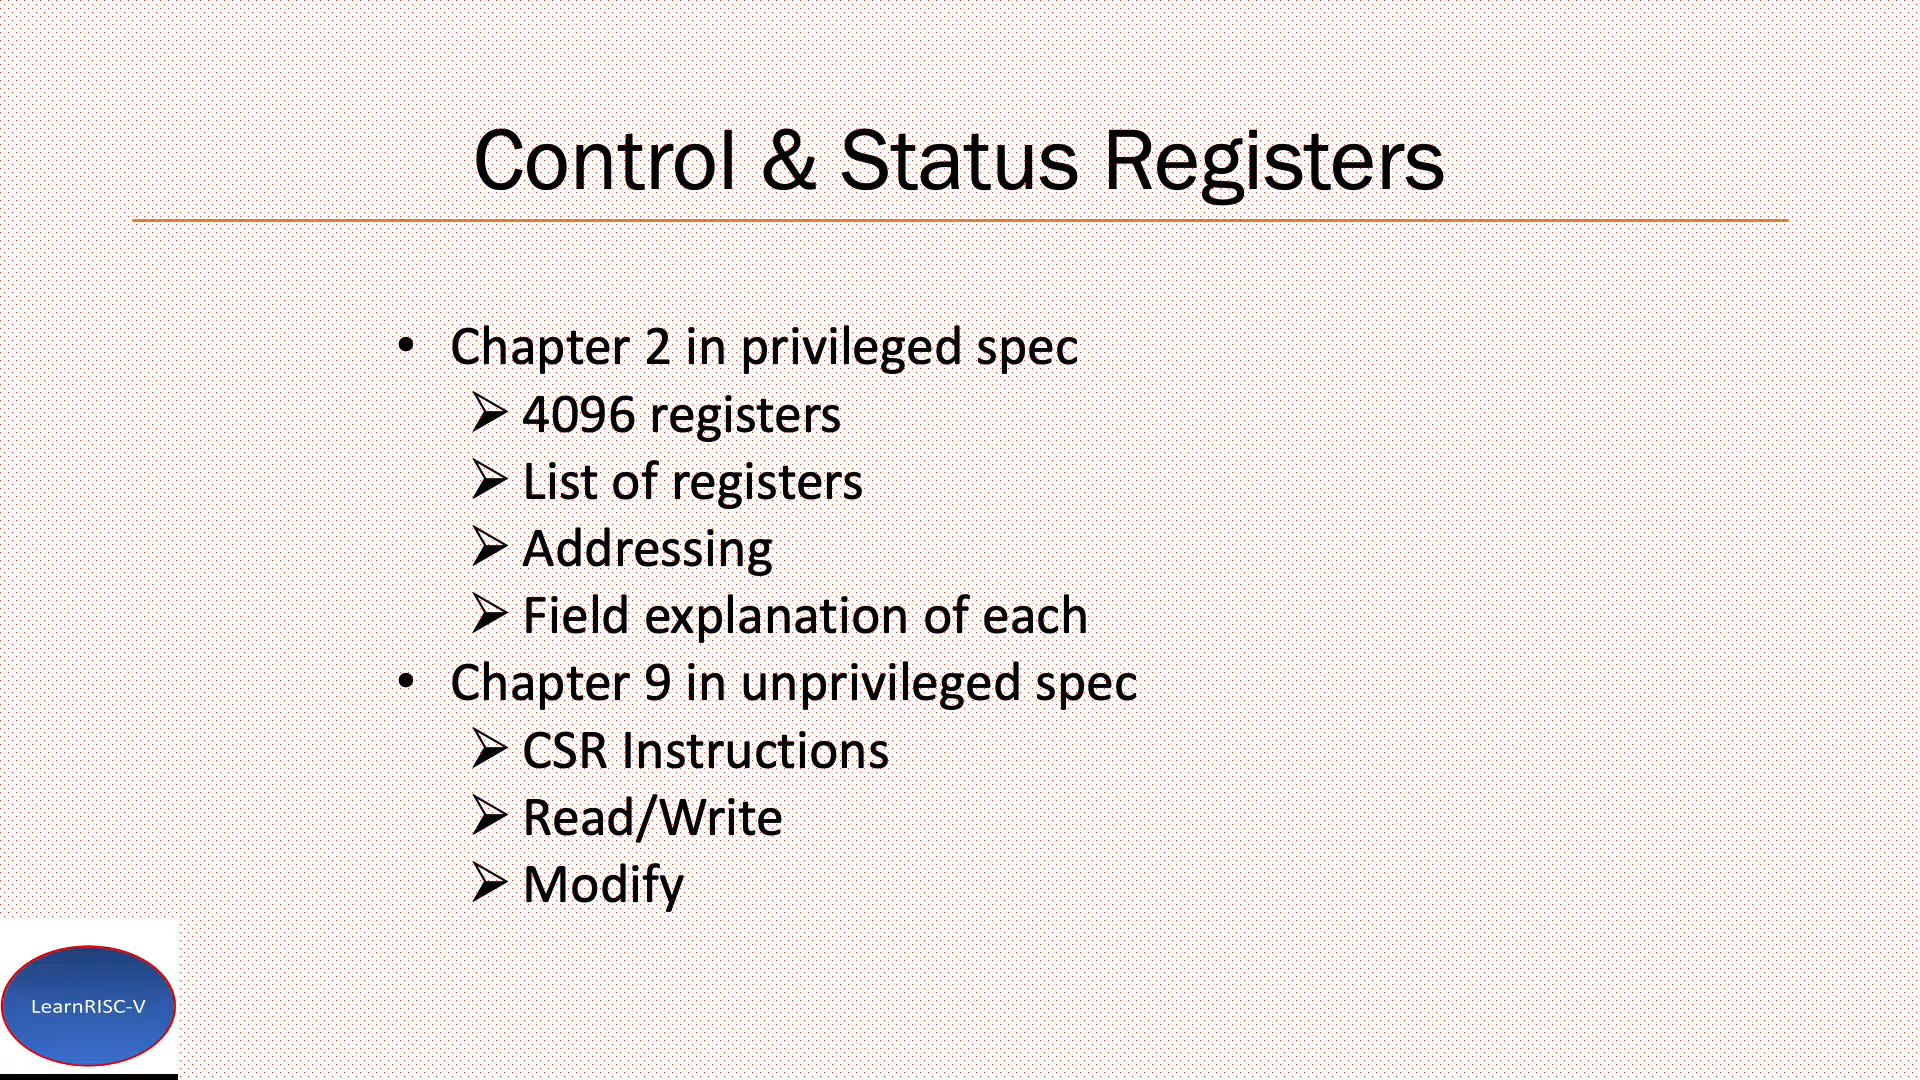 Control & Status Registers
• Chapter 2 in privileged spec
➢ 4096 registers
➢ List of registers
➢ Addressing
➢ Field explanation of each
• Chapter 9 in unprivileged spec
➢ CSR Instructions
➢ Read/Write
➢ Modify
LearnRISC-V